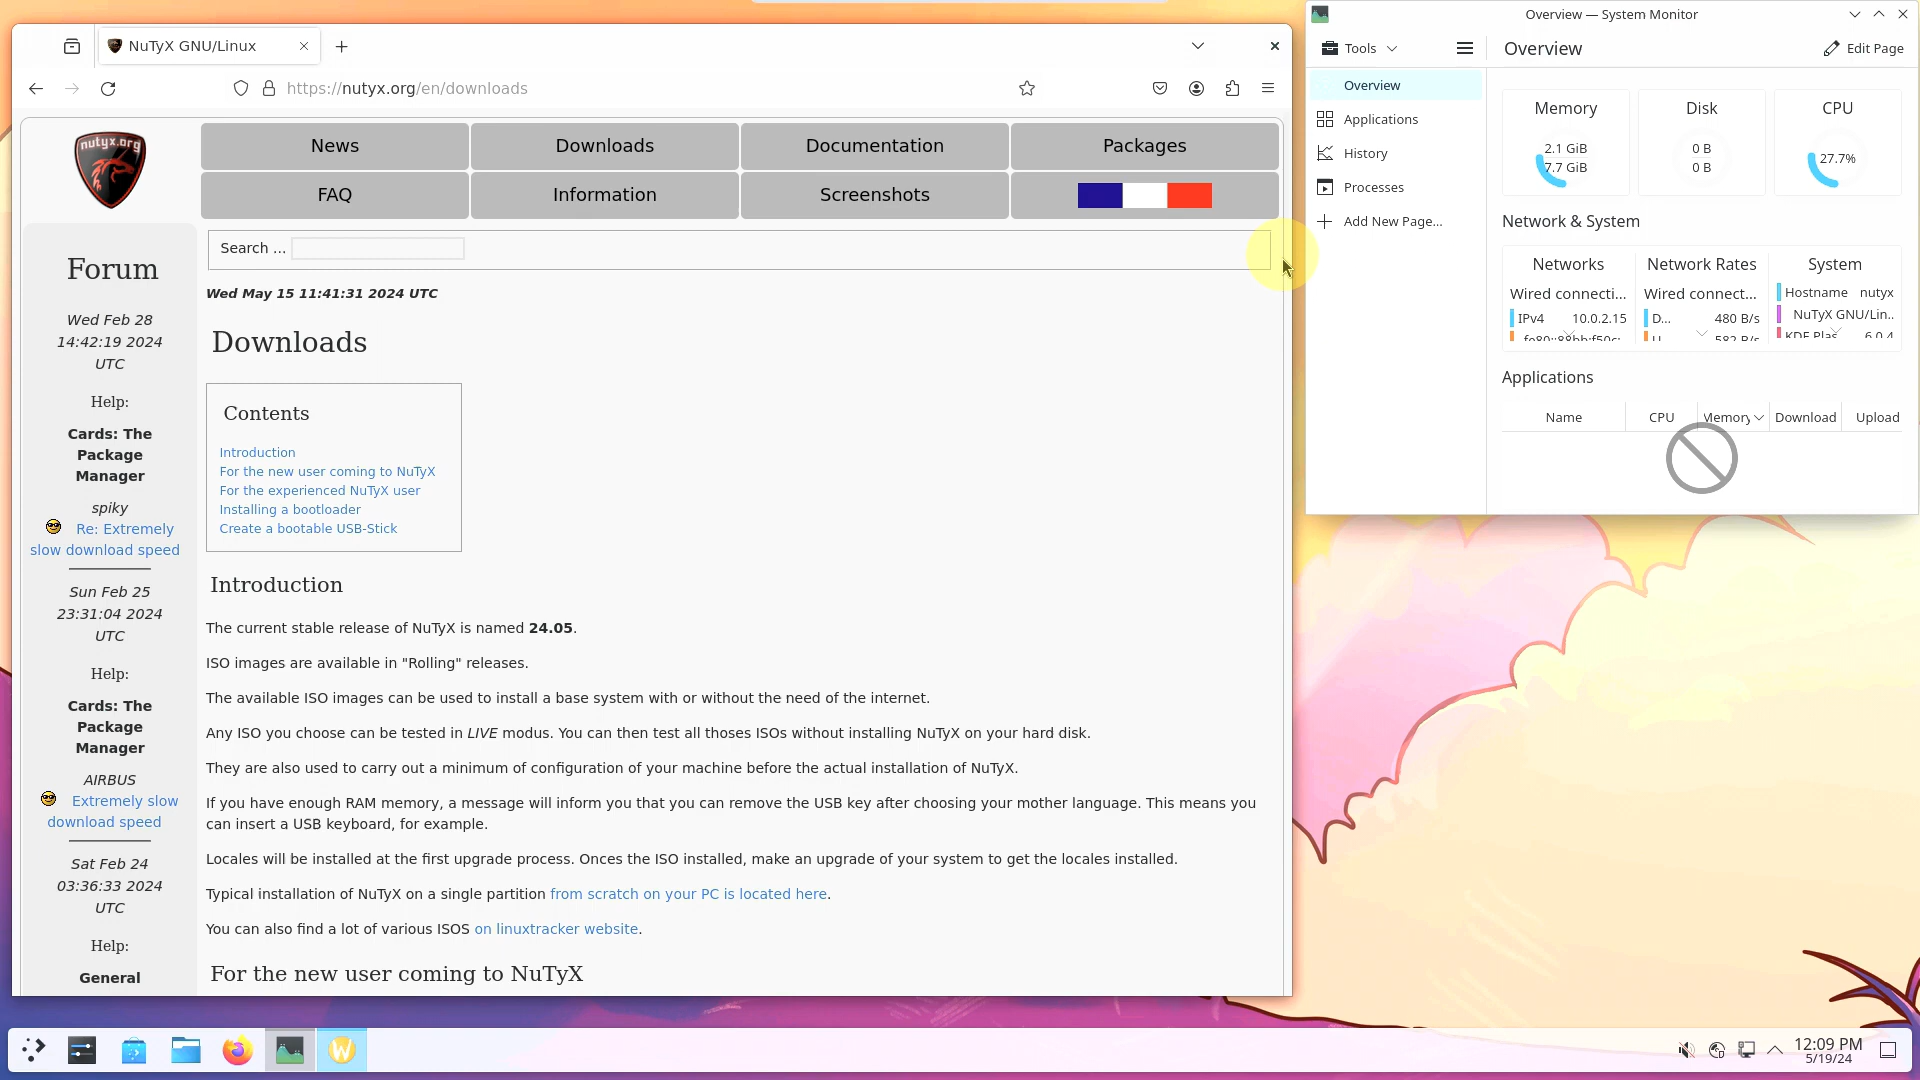 NuTyX GNU/Linux
https://nutyx.org/en/downloads
nutyx.org
News
Downloads
Documentation
Packages
FAQ
Information
Screenshots
Forum
Wed Feb 28
14:42:19 2024
UTC
Help:
Cards: The
Package
Manager
spiky
Re: Extremely
slow download speed
Sun Feb 25
23:31:04 2024
UTC
Help:
Cards: The
Package
Manager
AIRBUS
Extremely slow
download speed
Sat Feb 24
03:36:33 2024
UTC
Help:
General
Search ...
Wed May 15 11:41:31 2024 UTC
Downloads
Contents
Introduction
For the new user coming to NuTyX
For the experienced NuTyX user
Installing a bootloader
Create a bootable USB-Stick
Introduction
The current stable release of NuTyX is named 24.05.
ISO images are available in "Rolling" releases.
The available ISO images can be used to install a base system with or without the need of the internet.
Any ISO you choose can be tested in LIVE modus. You can then test all thoses ISOs without installing NuTyX on your hard disk.
They are also used to carry out a minimum of configuration of your machine before the actual installation of NuTyX.
If you have enough RAM memory, a message will inform you that you can remove the USB key after choosing your mother language. This means you
can insert a USB keyboard, for example.
Locales will be installed at the first upgrade process. Onces the ISO installed, make an upgrade of your system to get the locales installed.
Typical installation of NuTyX on a single partition from scratch on your PC is located here.
You can also find a lot of various ISOS on linuxtracker website.
For the new user coming to NuTyX
Overview — System Monitor
Tools
Overview
Edit Page
Overview
Applications
History
Processes
Add New Page...
Memory
2.1 GiB
7.7 GiB
Disk
0 B
0 B
CPU
27.7%
Network & System
Networks
Wired connecti...
IPv4 10.0.2.15
Network Rates
Wired connect...
D... 480 B/s
582 B/s
System
Hostname nutyx
NuTyX GNU/Lin..
KDE Plas 6.0.4
Applications
Name CPU Memory Download Upload
W
12:09 PM
5/19/24